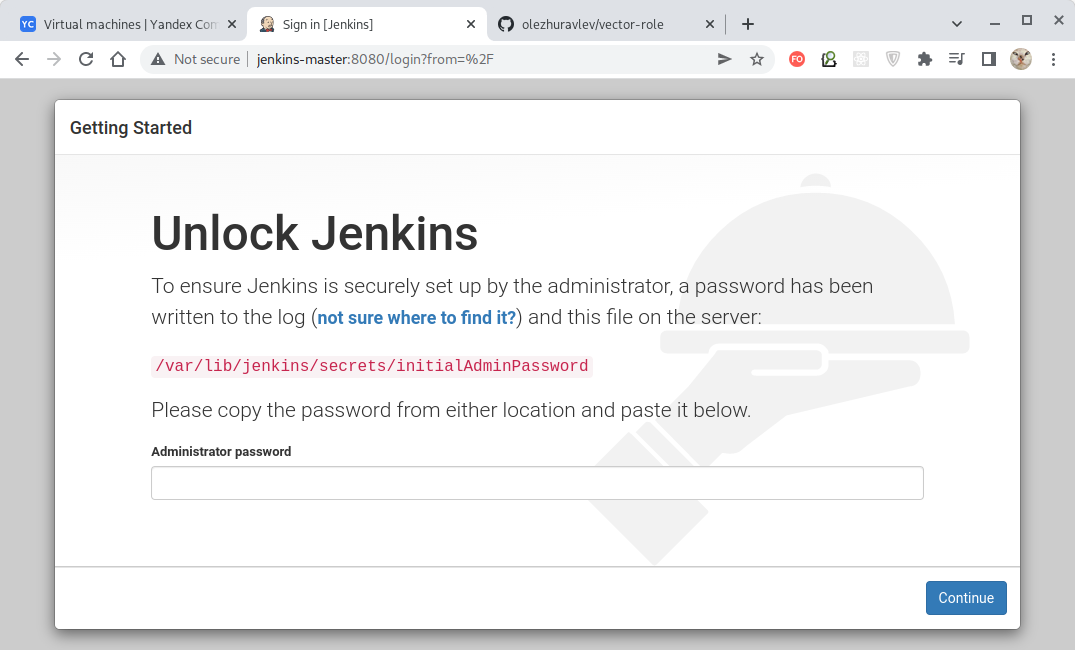 YC Virtual machines | Yandex Com
Sign in [Jenkins]
olezhuravlev/vector-role
Not secure jenkins-master:8080/login?from=%2F
FO
Getting Started
Unlock Jenkins
To ensure Jenkins is securely set up by the administrator, a password has been
written to the log (not sure where to find it?) and this file on the server:
/var/lib/jenkins/secrets/initialAdminPassword
Please copy the password from either location and paste it below.
Administrator password
Continue